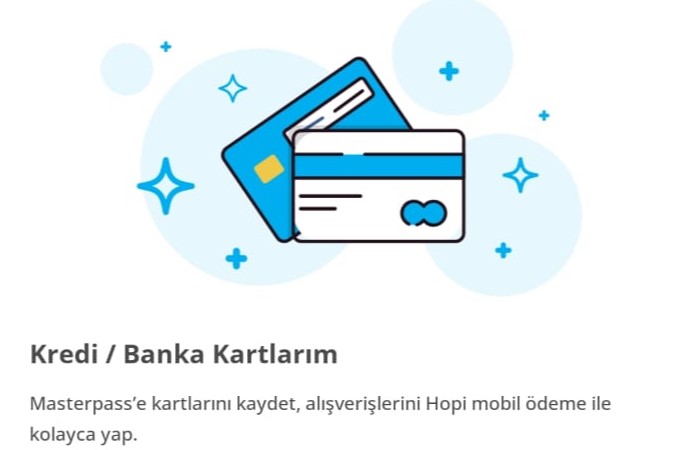 Kredi / Banka Kartlarım
Masterpass’e kartlarını kaydet, alışverişlerini Hopi mobil ödeme ile
kolayca yap.